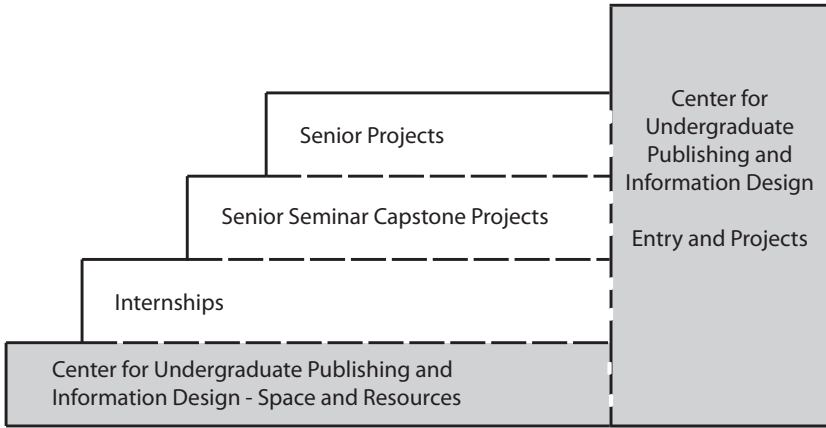 Center for
Undergraduate
Publishing and
Information Design
Entry and Projects
Senior Projects
Senior Seminar Capstone Projects
Internships
Center for Undergraduate Publishing and
Information Design - Space and Resources